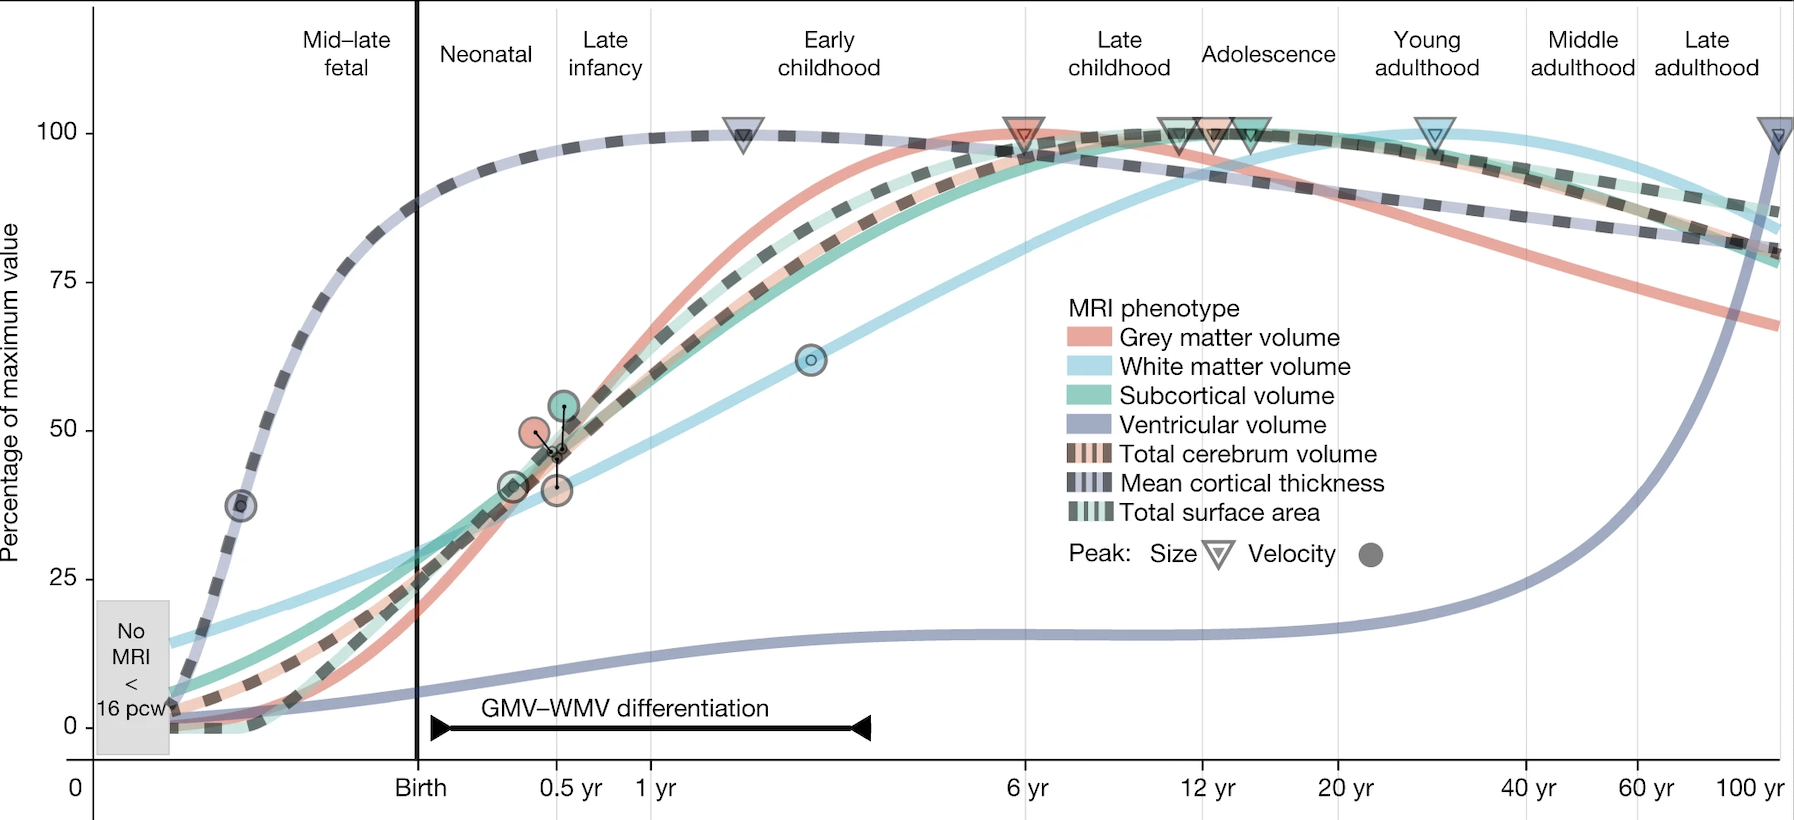 Mid–late
fetal
Neonatal
Late
infancy
Early
childhood
Late
childhood
Adolescence
Young
adulthood
Middle
adulthood
Late
adulthood
Percentage of maximum value
100
75
50
25
0
No
MRI
<
16 pcw
MRI phenotype
Grey matter volume
White matter volume
Subcortical volume
Ventricular volume
Total cerebrum volume
Mean cortical thickness
Total surface area
Peak: Size Velocity
GMV–WMV differentiation
0 Birth 0.5 yr 1 yr 6 yr 12 yr 20 yr 40 yr 60 yr 100 yr